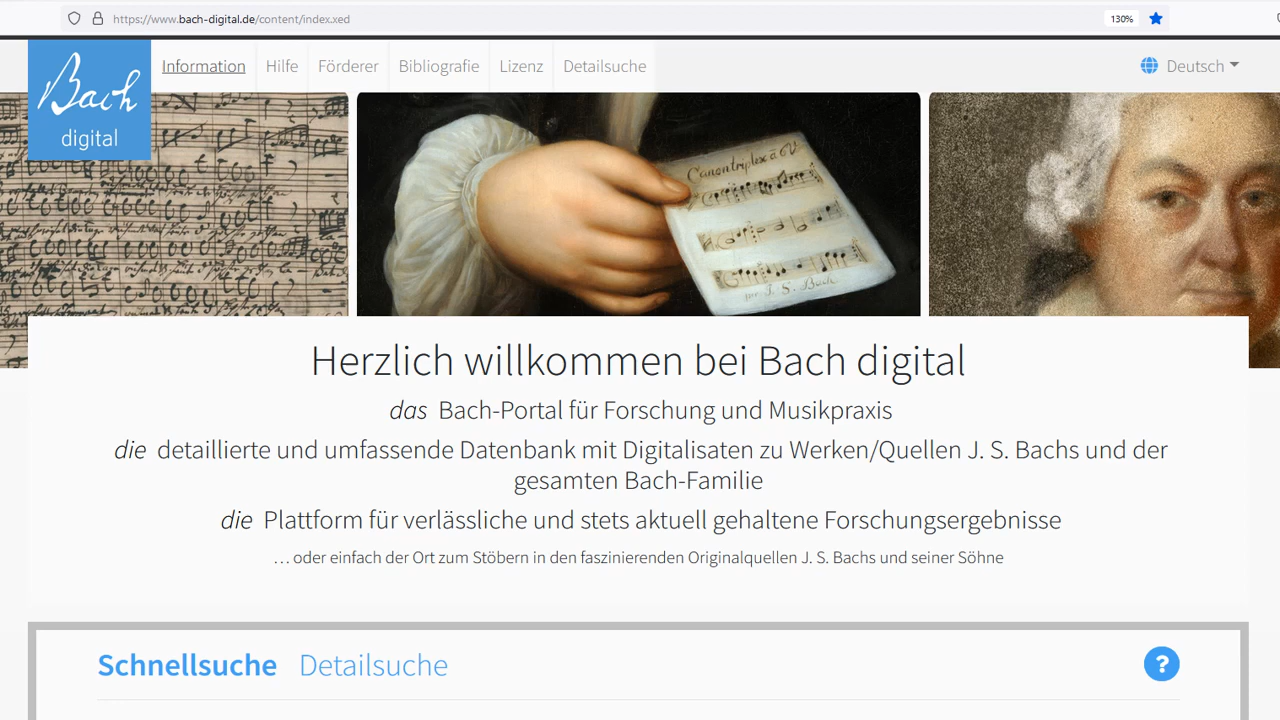 https://www.bach-digital.de/content/index.xed
130%
Bach
digital
Information
Hilfe
Förderer
Bibliografie
Lizenz
Detailsuche
Deutsch
Canon triplex à 6 V.
J. S. Bach
Herzlich willkommen bei Bach digital
das Bach-Portal für Forschung und Musikpraxis
die detaillierte und umfassende Datenbank mit Digitalisaten zu Werken/Quellen J. S. Bachs und der
gesamten Bach-Familie
die Plattform für verlässliche und stets aktuell gehaltene Forschungsergebnisse
… oder einfach der Ort zum Stöbern in den faszinierenden Originalquellen J. S. Bachs und seiner Söhne
Schnellsuche Detailsuche
?